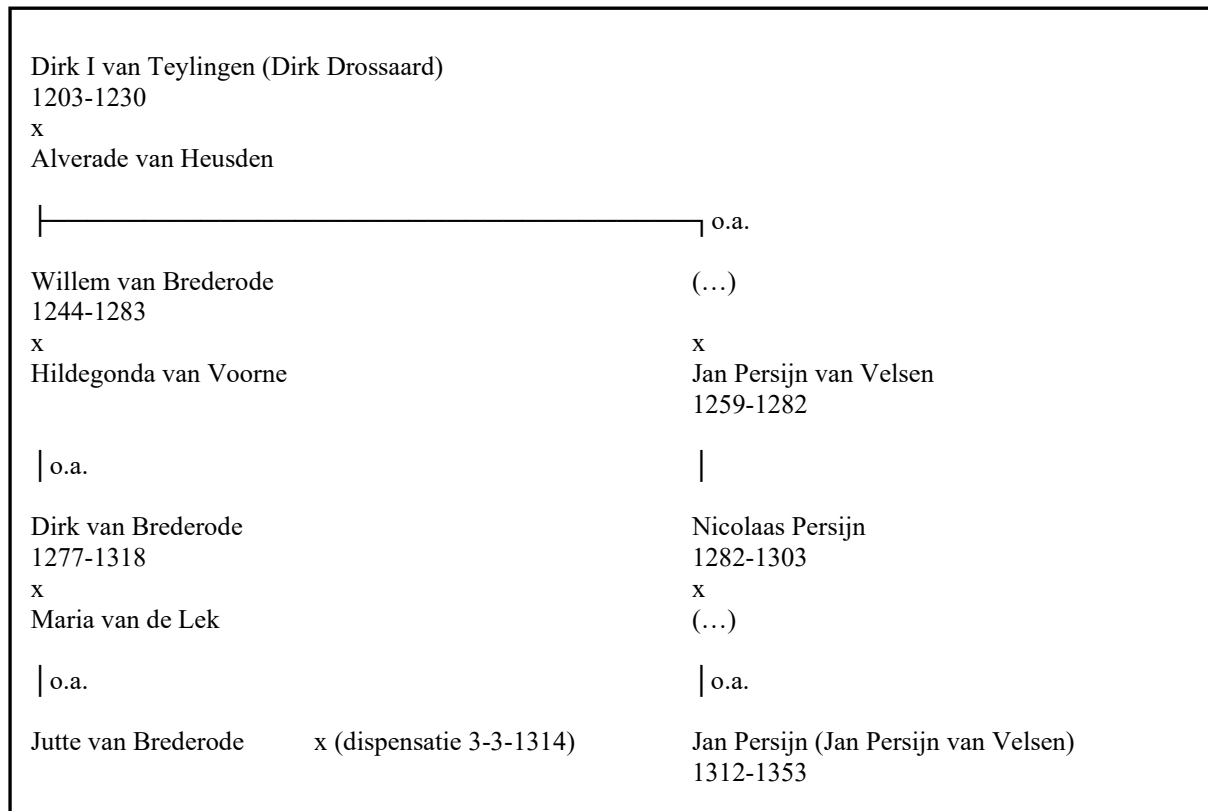 Dirk I van Teylingen (Dirk Drossaard)
1203-1230
x
Alverade van Heusden
o.a.
Willem van Brederode (…)
1244-1283
x x
Hildegonda van Voorne Jan Persijn van Velsen
1259-1282
o.a.
Dirk van Brederode Nicolaas Persijn
1277-1318 1282-1303
x x
Maria van de Lek (…)
o.a. o.a.
Jutte van Brederode x (dispensatie 3-3-1314) Jan Persijn (Jan Persijn van Velsen)
1312-1353